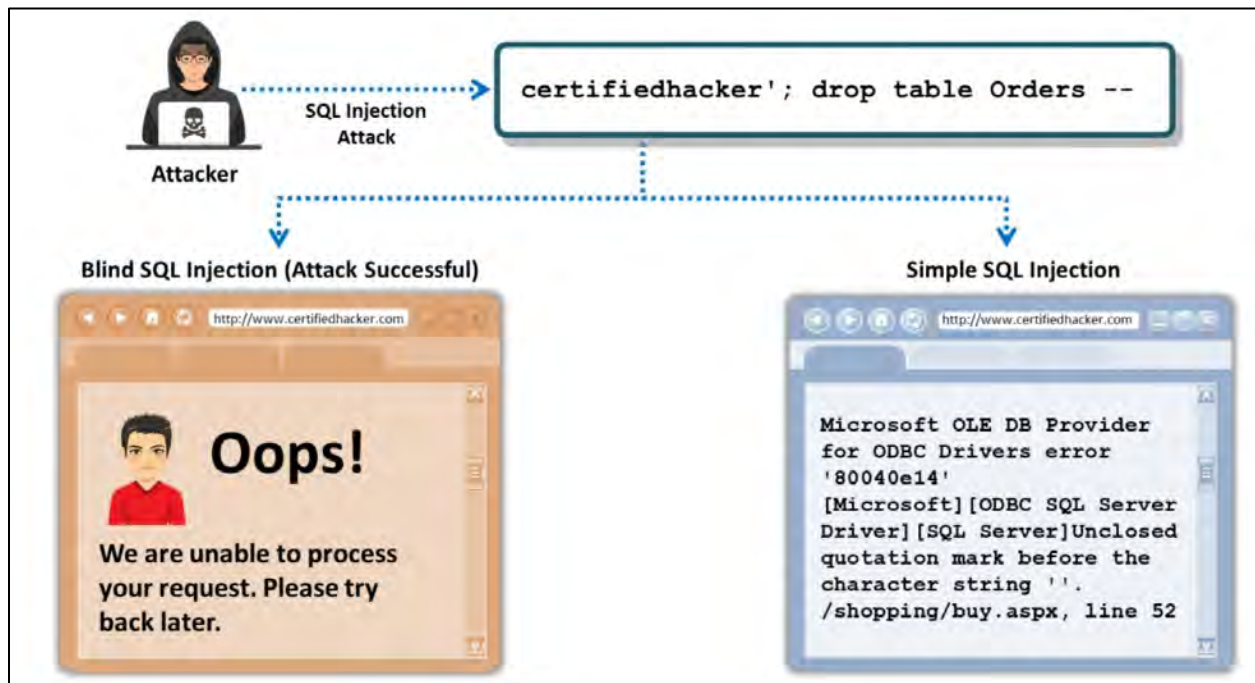 certifiedhacker'; drop table Orders --
SQL Injection
Attack
Attacker
Blind SQL Injection (Attack Successful)
http://www.certifiedhacker.com
Oops!
We are unable to process
your request. Please try
back later.
Simple SQL Injection
http://www.certifiedhacker.com
Microsoft OLE DB Provider
for ODBC Drivers error
'80040e14'
[Microsoft][ODBC SQL Server
Driver][SQL Server]Unclosed
quotation mark before the
character string ''.
/shopping/buy.aspx, line 52